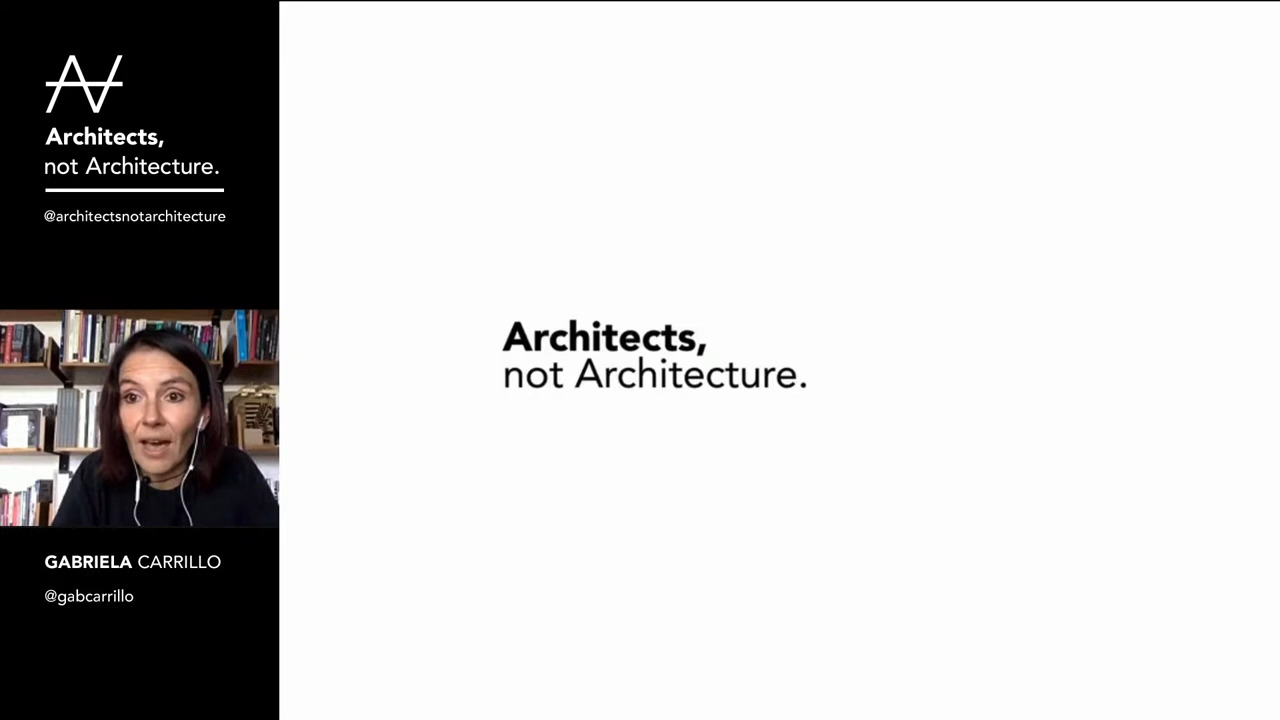 Architects,
not Architecture.
@architectsnotarchitecture
GABRIELA CARRILLO
@gabcarrillo
Architects,
not Architecture.